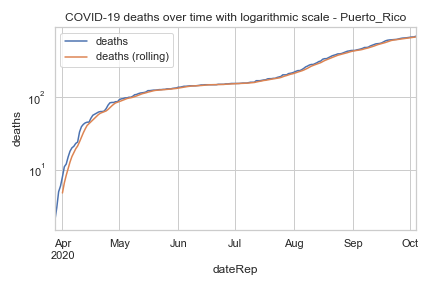 COVID-19 deaths over time with logarithmic scale - Puerto_Rico
deaths
deaths (rolling)
deaths
10²
10¹
Apr May Jun Jul Aug Sep Oct
2020
dateRep